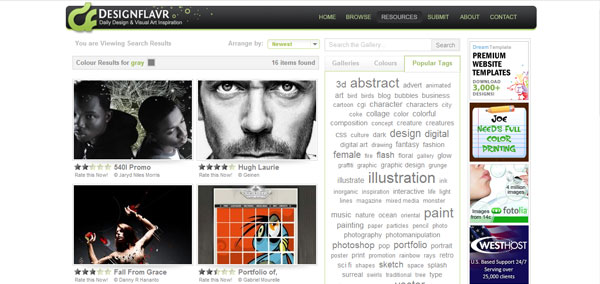 DESIGNFLAVR
Daily Design & Visual Art Inspiration
HOME BROWSE RESOURCES SUBMIT ABOUT CONTACT
You are Viewing Search Results
Arrange by: Newest
Search the Gallery... Search
Colour Results for gray
16 items found
540I Promo
Rate this Now! © Jaryd Niles Morris
Hugh Laurie
Rate this Now! © Gemen
Fall From Grace
Rate this Now! © Danny R Hanarito
Portfolio of,
Rate this Now! © Gabriel Mourelle
Galleries Colours Popular Tags
3d abstract advert animated
art bird birds blog bubbles business
cartoon cgi character characters city
coke collage color colorful
composition concept creature creatures
css culture dark design digital
digital art drawing fantasy fashion
female fire flash floral gallery glow
graffiti graphic graphic design grunge
illustrate illustration ink
inorganic inspiration interactive life light
lines magazine mixed media monster
music nature ocean oriental paint
painting paper particles pencil photo
photography photomanipulation
photoshop pop portfolio portrait
poster print promotion rainbow rays retro
sci fi shapes sketch space splash
surreal swirls traditional tree type
vector
DreamTemplate
PREMIUM
WEBSITE
TEMPLATES
DOWNLOAD
3,000+
DESIGNS!
JOE
NEEDS FULL
COLOR
PRINTING
4 million
images
Images
from 14c
fotolia
WESTHOST
U.S. Based Support 24/7
Serving over
25,000 clients